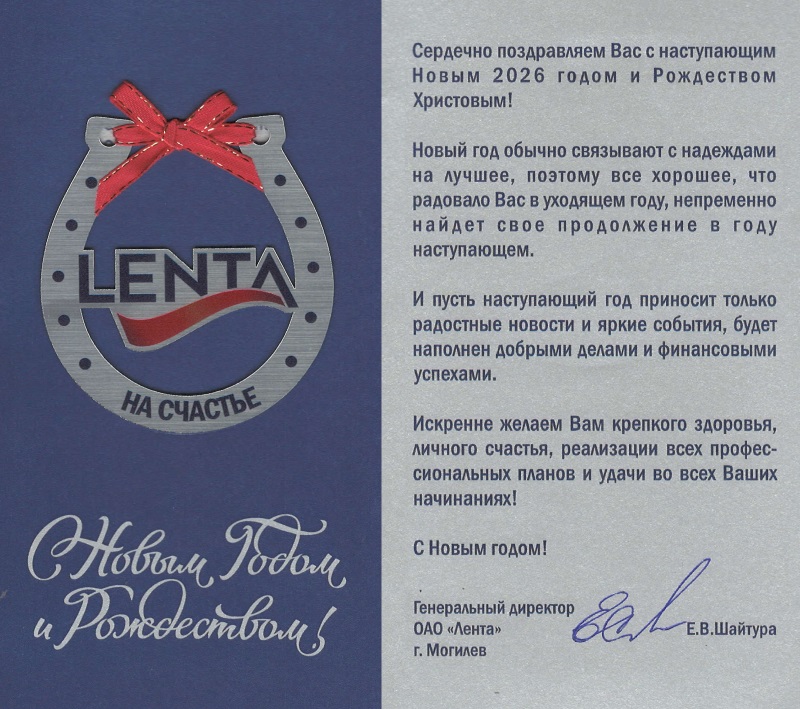 LENTA
НА СЧАСТЬЕ
С Новым Годом
и Рождеством!
Сердечно поздравляем Вас с наступающим
Новым 2026 годом и Рождеством
Христовым!
Новый год обычно связывают с надеждами
на лучшее, поэтому все хорошее, что
радовало Вас в уходящем году, непременно
найдет свое продолжение в году
наступающем.
И пусть наступающий год приносит только
радостные новости и яркие события, будет
наполнен добрыми делами и финансовыми
успехами.
Искренне желаем Вам крепкого здоровья,
личного счастья, реализации всех профес-
сиональных планов и удачи во всех Ваших
начинаниях!
С Новым годом!
Генеральный директор
ОАО «Лента» Е.В.Шайтура
г. Могилев